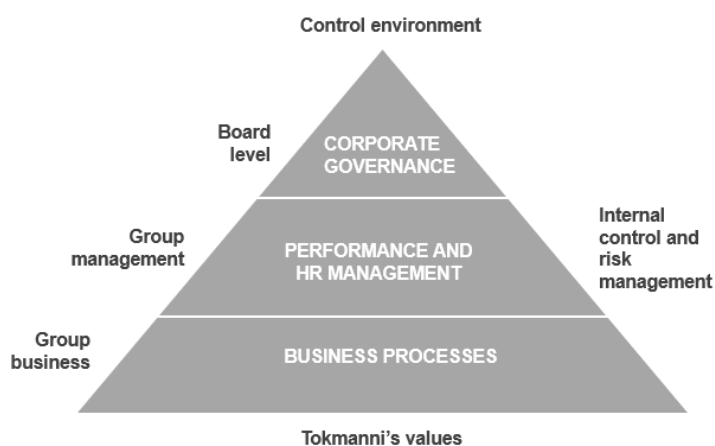 Control environment
Board
level
CORPORATE
GOVERNANCE
Group
management
PERFORMANCE AND
HR MANAGEMENT
Internal
control and
risk
management
Group
business
BUSINESS PROCESSES
Tokmanni's values